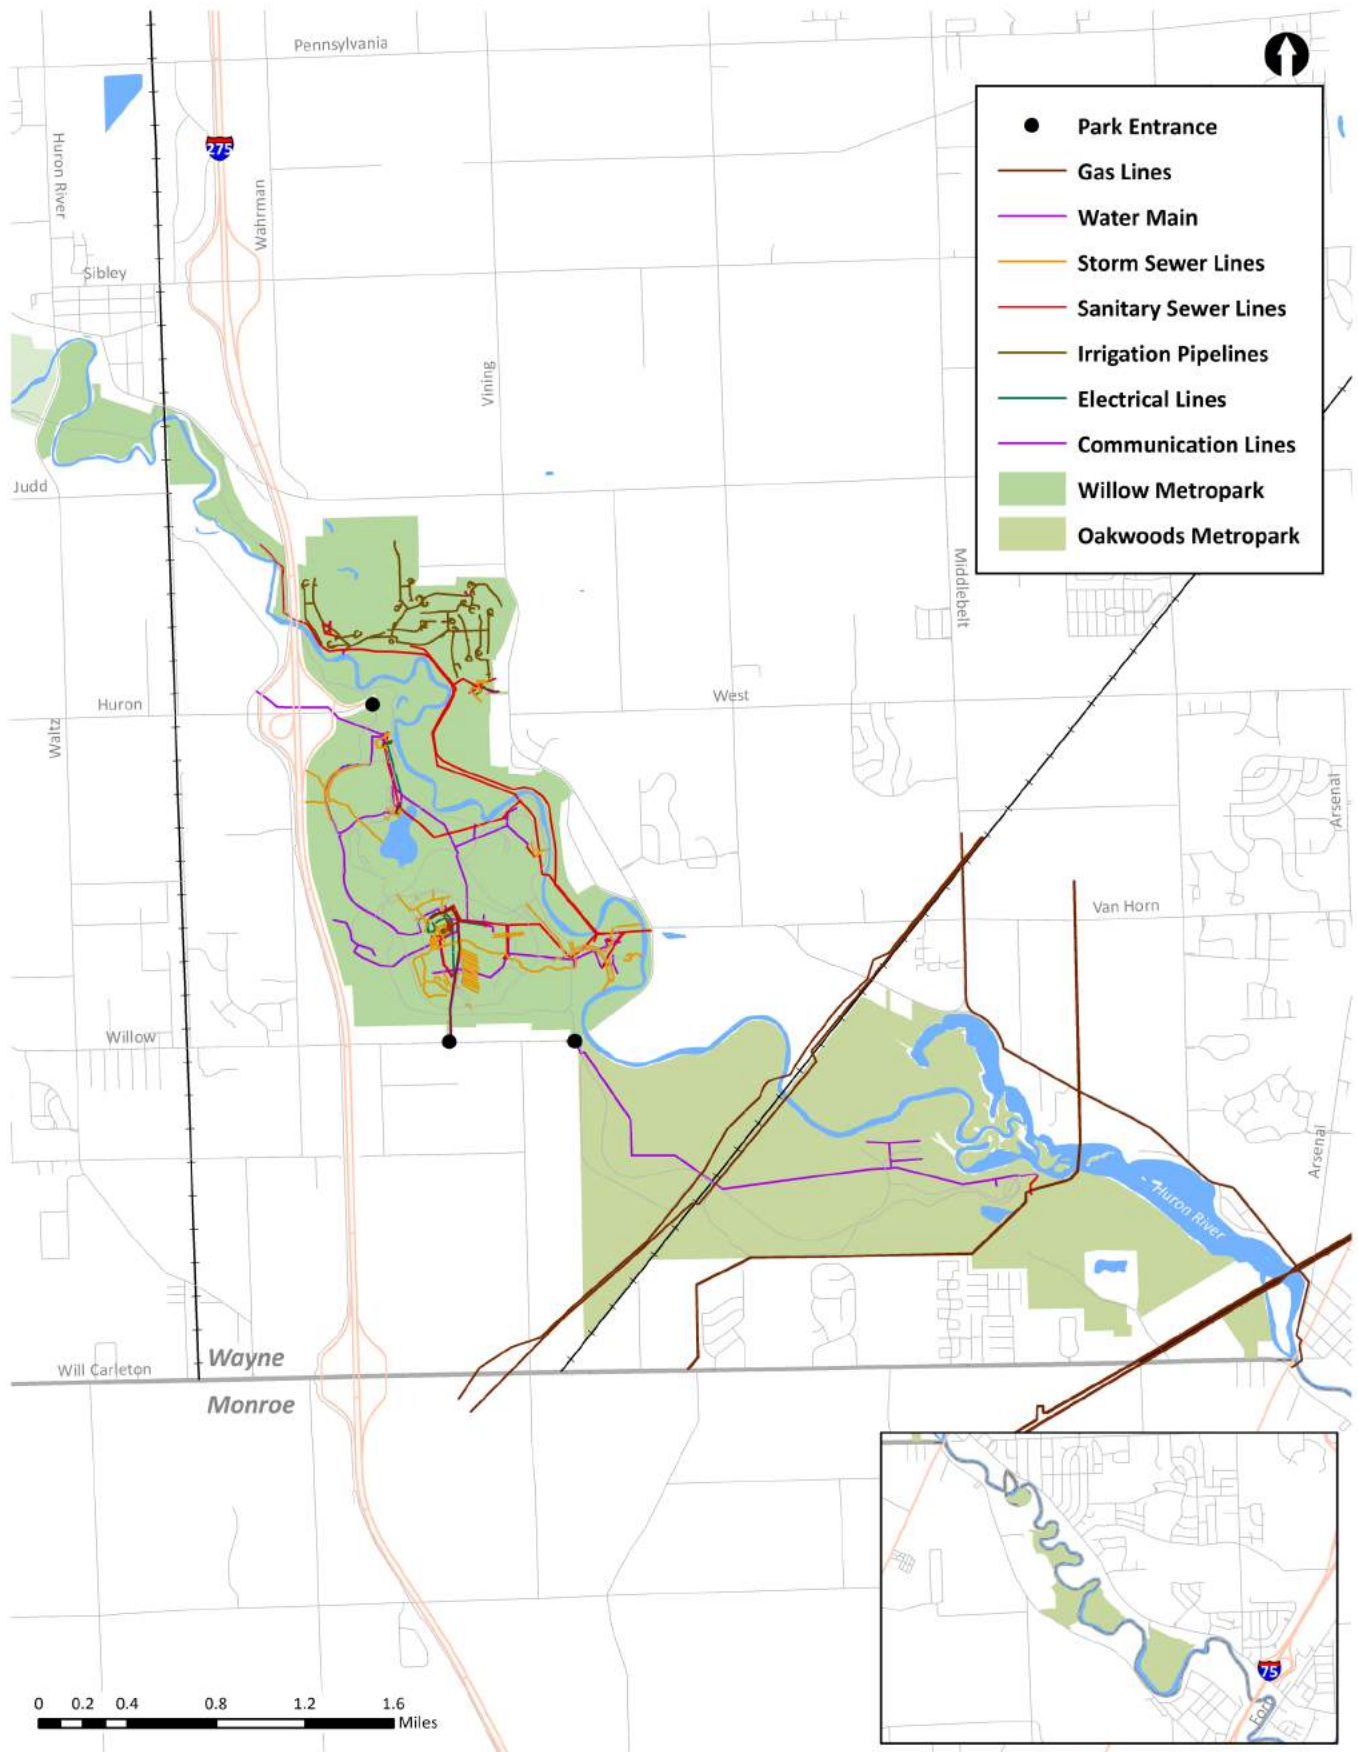 Pennsylvania
Huron River
275
Wahrman
Sibley
Vining
Judd
Park Entrance
Gas Lines
Water Main
Storm Sewer Lines
Sanitary Sewer Lines
Irrigation Pipelines
Electrical Lines
Communication Lines
Willow Metropark
Oakwoods Metropark
Middlebelt
Huron
West
Waltz
Arsenal
Van Horn
Willow
Arsenal
Huron River
Will Carleton
Wayne
Monroe
75
Fort
0 0.2 0.4 0.8 1.2 1.6
Miles